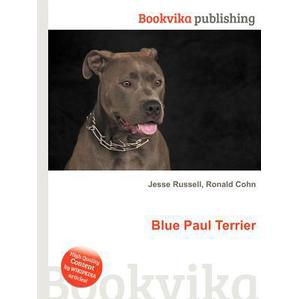 Bookvika publishing
Jesse Russell, Ronald Cohn
Blue Paul Terrier
High Quality
Content
by WIKIPEDIA
articles!
Bookvika